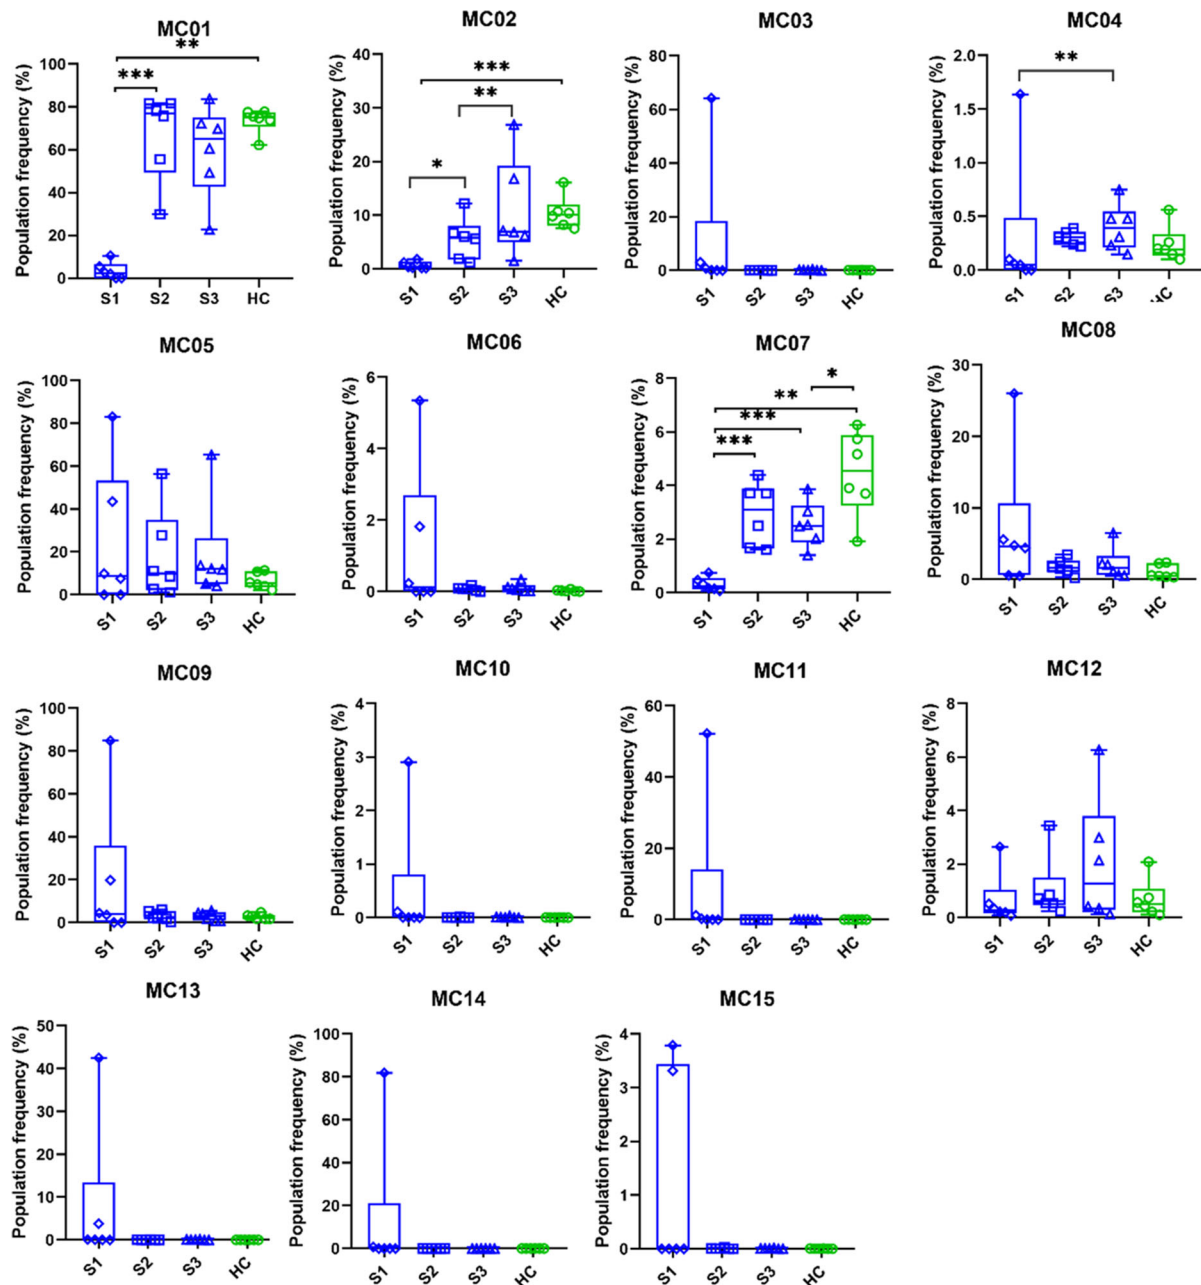 MC01
**
***
Population frequency (%)
100
80
60
40
20
0
S1
S2
S3
HC
MC02
***
**
*
Population frequency (%)
40
30
20
10
0
S1
S2
S3
HC
MC03
Population frequency (%)
80
60
40
20
0
S1
S2
S3
HC
MC04
**
Population frequency (%)
2.0
1.5
1.0
0.5
0.0
S1
S2
S3
HC
MC05
Population frequency (%)
100
80
60
40
20
0
S1
S2
S3
HC
MC06
Population frequency (%)
6
4
2
0
S1
S2
S3
HC
MC07
*
**
***
***
Population frequency (%)
8
6
4
2
0
S1
S2
S3
HC
MC08
Population frequency (%)
30
20
10
0
S1
S2
S3
HC
MC09
Population frequency (%)
100
80
60
40
20
0
S1
S2
S3
HC
MC10
Population frequency (%)
4
3
2
1
0
S1
S2
S3
HC
MC11
Population frequency (%)
60
40
20
0
S1
S2
S3
HC
MC12
Population frequency (%)
8
6
4
2
0
S1
S2
S3
HC
MC13
Population frequency (%)
50
40
30
20
10
0
S1
S2
S3
HC
MC14
Population frequency (%)
100
80
60
40
20
0
S1
S2
S3
HC
MC15
Population frequency (%)
4
3
2
1
0
S1
S2
S3
HC